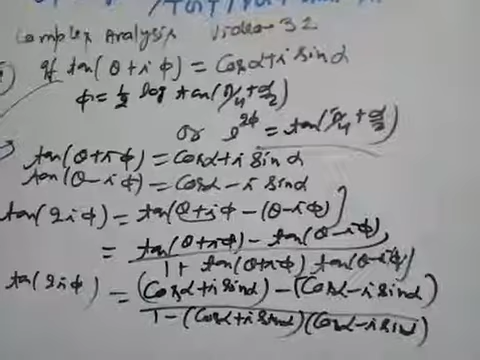 Complex Analysis Video-32
If tan(θ+iφ) = Cosα+i sinα
φ = 1/2 log tan(π/4+α/2)
or e^2φ = tan(π/4+α/2)
tan(θ+iφ) = Cosα+i sinα
tan(θ-iφ) = Cosα-i sinα
tan(2iφ) = tan(θ+iφ-(θ-iφ))
= tan(θ+iφ)-tan(θ-iφ)
1+ tan(θ+iφ) tan(θ-iφ)
tan(2iφ) = (Cosα+i sinα)-(Cosα-i sinα)
1-(Cosα+i sinα)(Cosα-i sinα)